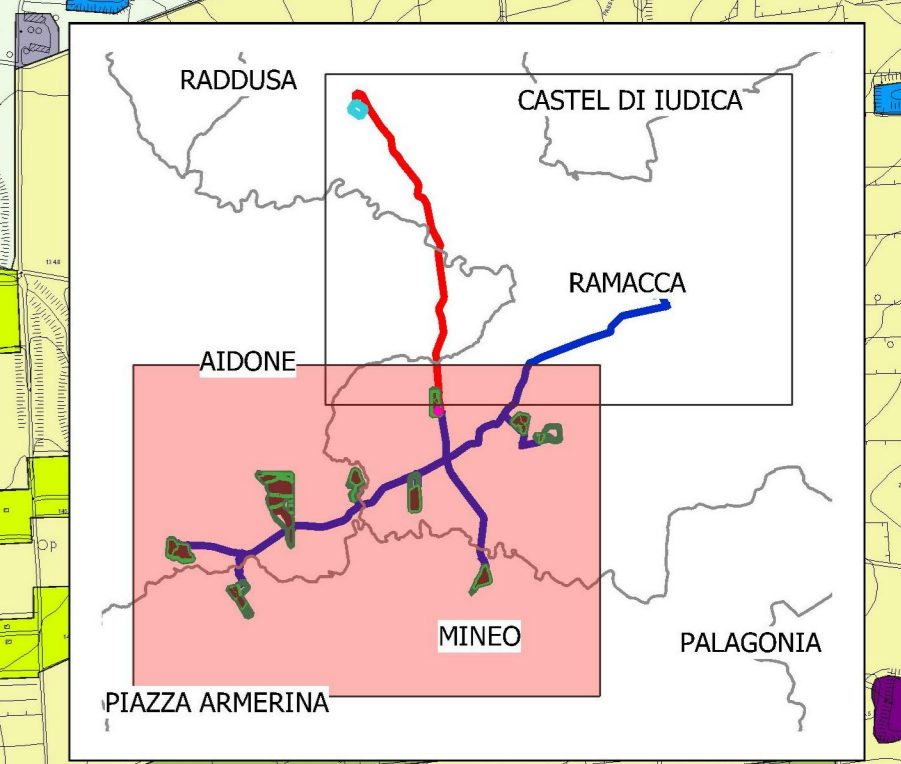 RADDUSA
CASTEL DI IUDICA
RAMACCA
AIDONE
MINEO
PALAGONIA
PIAZZA ARMERINA